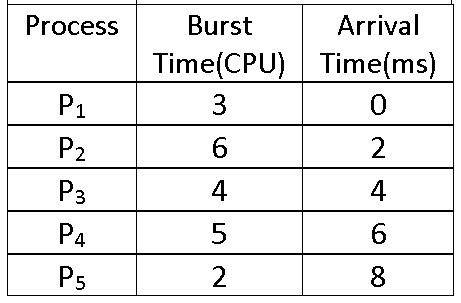 Process Burst Time(CPU) Arrival Time(ms)
P₁ 3 0
P₂ 6 2
P₃ 4 4
P₄ 5 6
P₅ 2 8